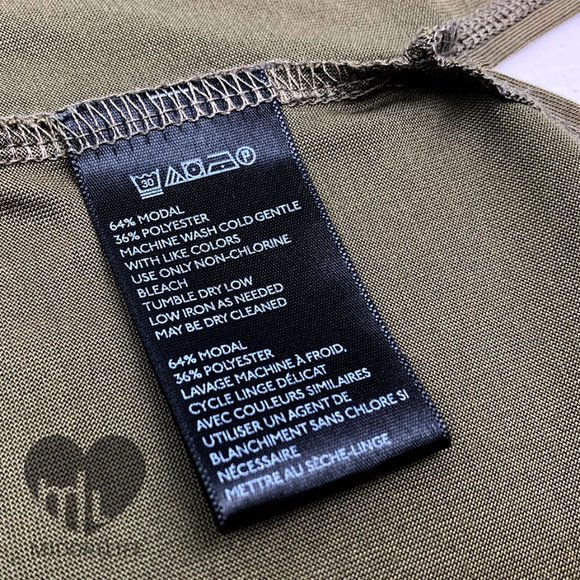 30 P
64% MODAL
36% POLYESTER
MACHINE WASH COLD GENTLE
WITH LIKE COLORS
USE ONLY NON-CHLORINE
BLEACH
TUMBLE DRY LOW
LOW IRON AS NEEDED
MAY BE DRY CLEANED
64% MODAL
36% POLYESTER
LAVAGE MACHINE À FROID,
CYCLE LINGE DÉLICAT
AVEC COULEURS SIMILAIRES
UTILISER UN AGENT DE
BLANCHIMENT SANS CHLORE SI
NÉCESSAIRE
METTRE AU SÈCHE-LINGE